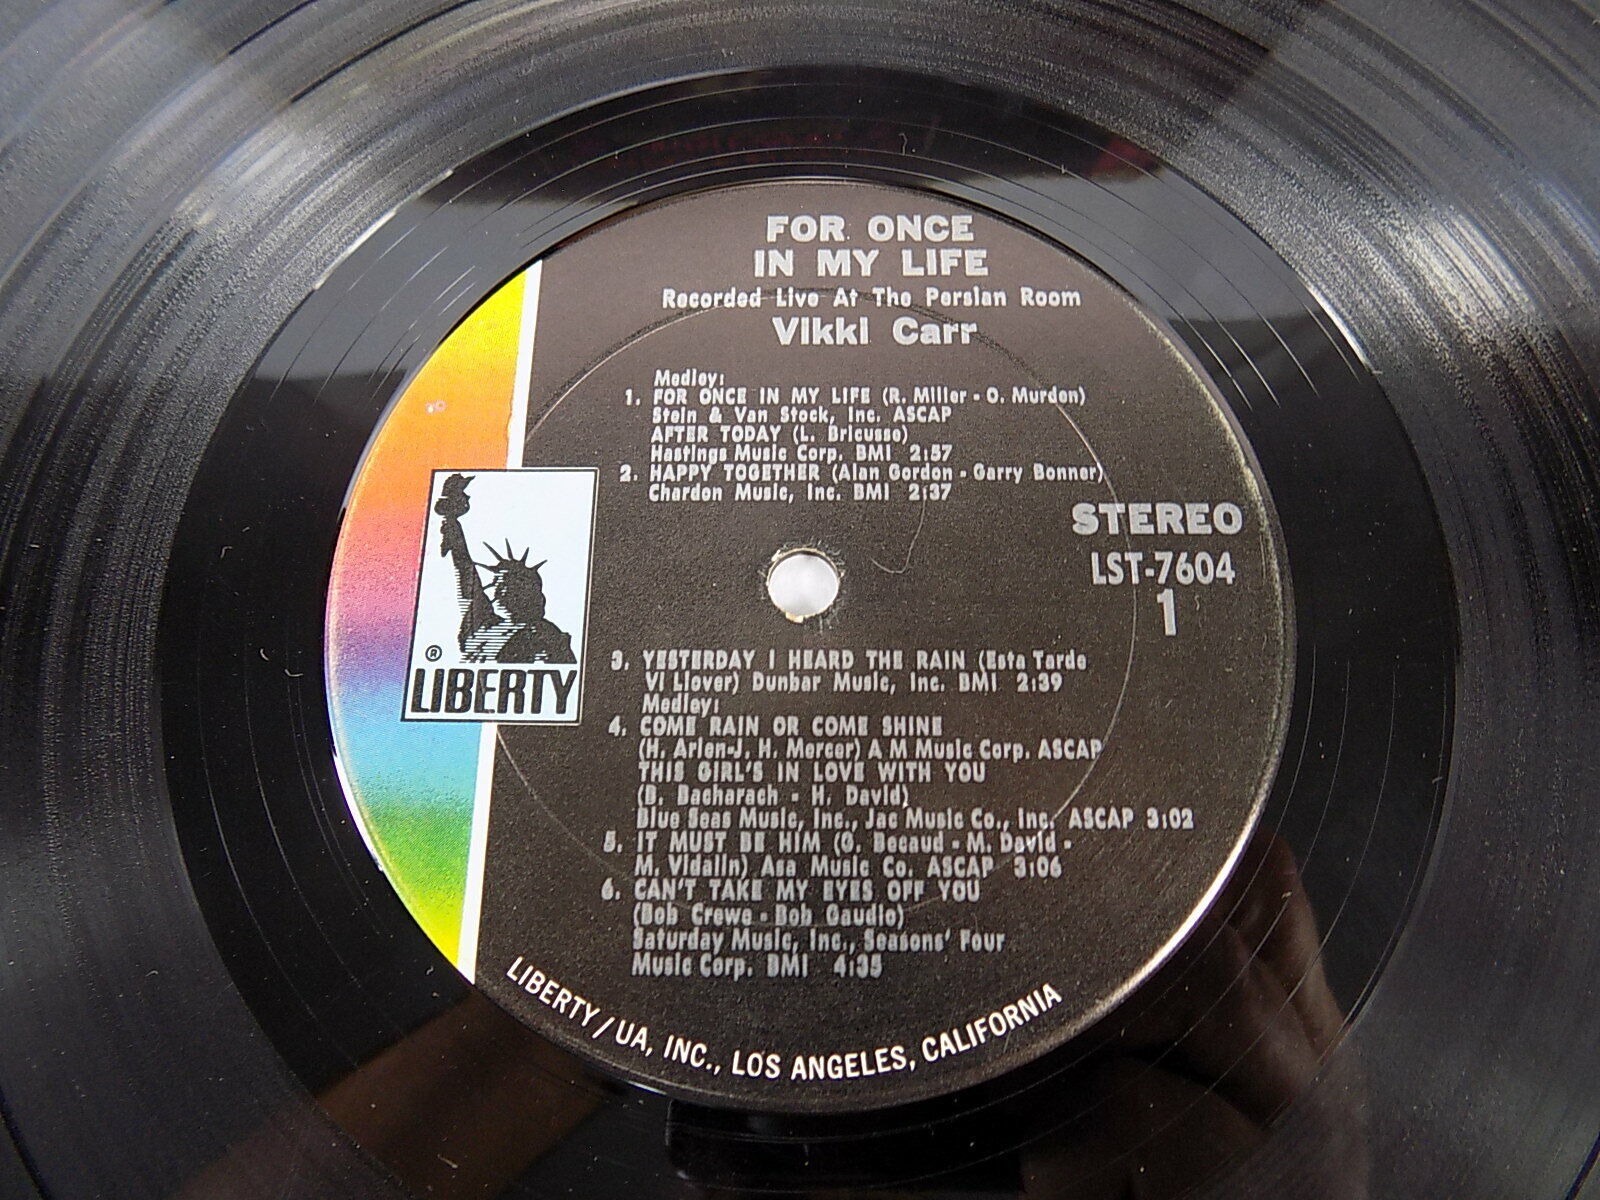 FOR ONCE
IN MY LIFE
Recorded Live At The Persian Room
Vikki Carr
Medley:
1. FOR ONCE IN MY LIFE (R. Miller - O. Murden)
Stein & Van Stock, Inc. ASCAP
AFTER TODAY (L. Bricusse)
Hastings Music Corp. BMI 2:57
2. HAPPY TOGETHER (Alan Gordon - Garry Bonner)
Chardon Music, Inc. BMI 2:37
STEREO
LST-7604
1
® LIBERTY
3. YESTERDAY I HEARD THE RAIN (Esta Tarde
Vi Llover) Dunbar Music, Inc. BMI 2:39
Medley:
4. COME RAIN OR COME SHINE
(H. Arlen-J. H. Mercer) A M Music Corp. ASCAP
THIS GIRL'S IN LOVE WITH YOU
(B. Bacharach - H. David)
Blue Seas Music, Inc., Jac Music Co., Inc. ASCAP 3:02
5. IT MUST BE HIM (G. Becaud - M. David -
M. Vidalin) Asa Music Co. ASCAP 3:06
6. CAN'T TAKE MY EYES OFF YOU
(Bob Crewe - Bob Gaudio)
Saturday Music, Inc., Seasons' Four
Music Corp. BMI 4:35
LIBERTY/UA, INC., LOS ANGELES, CALIFORNIA